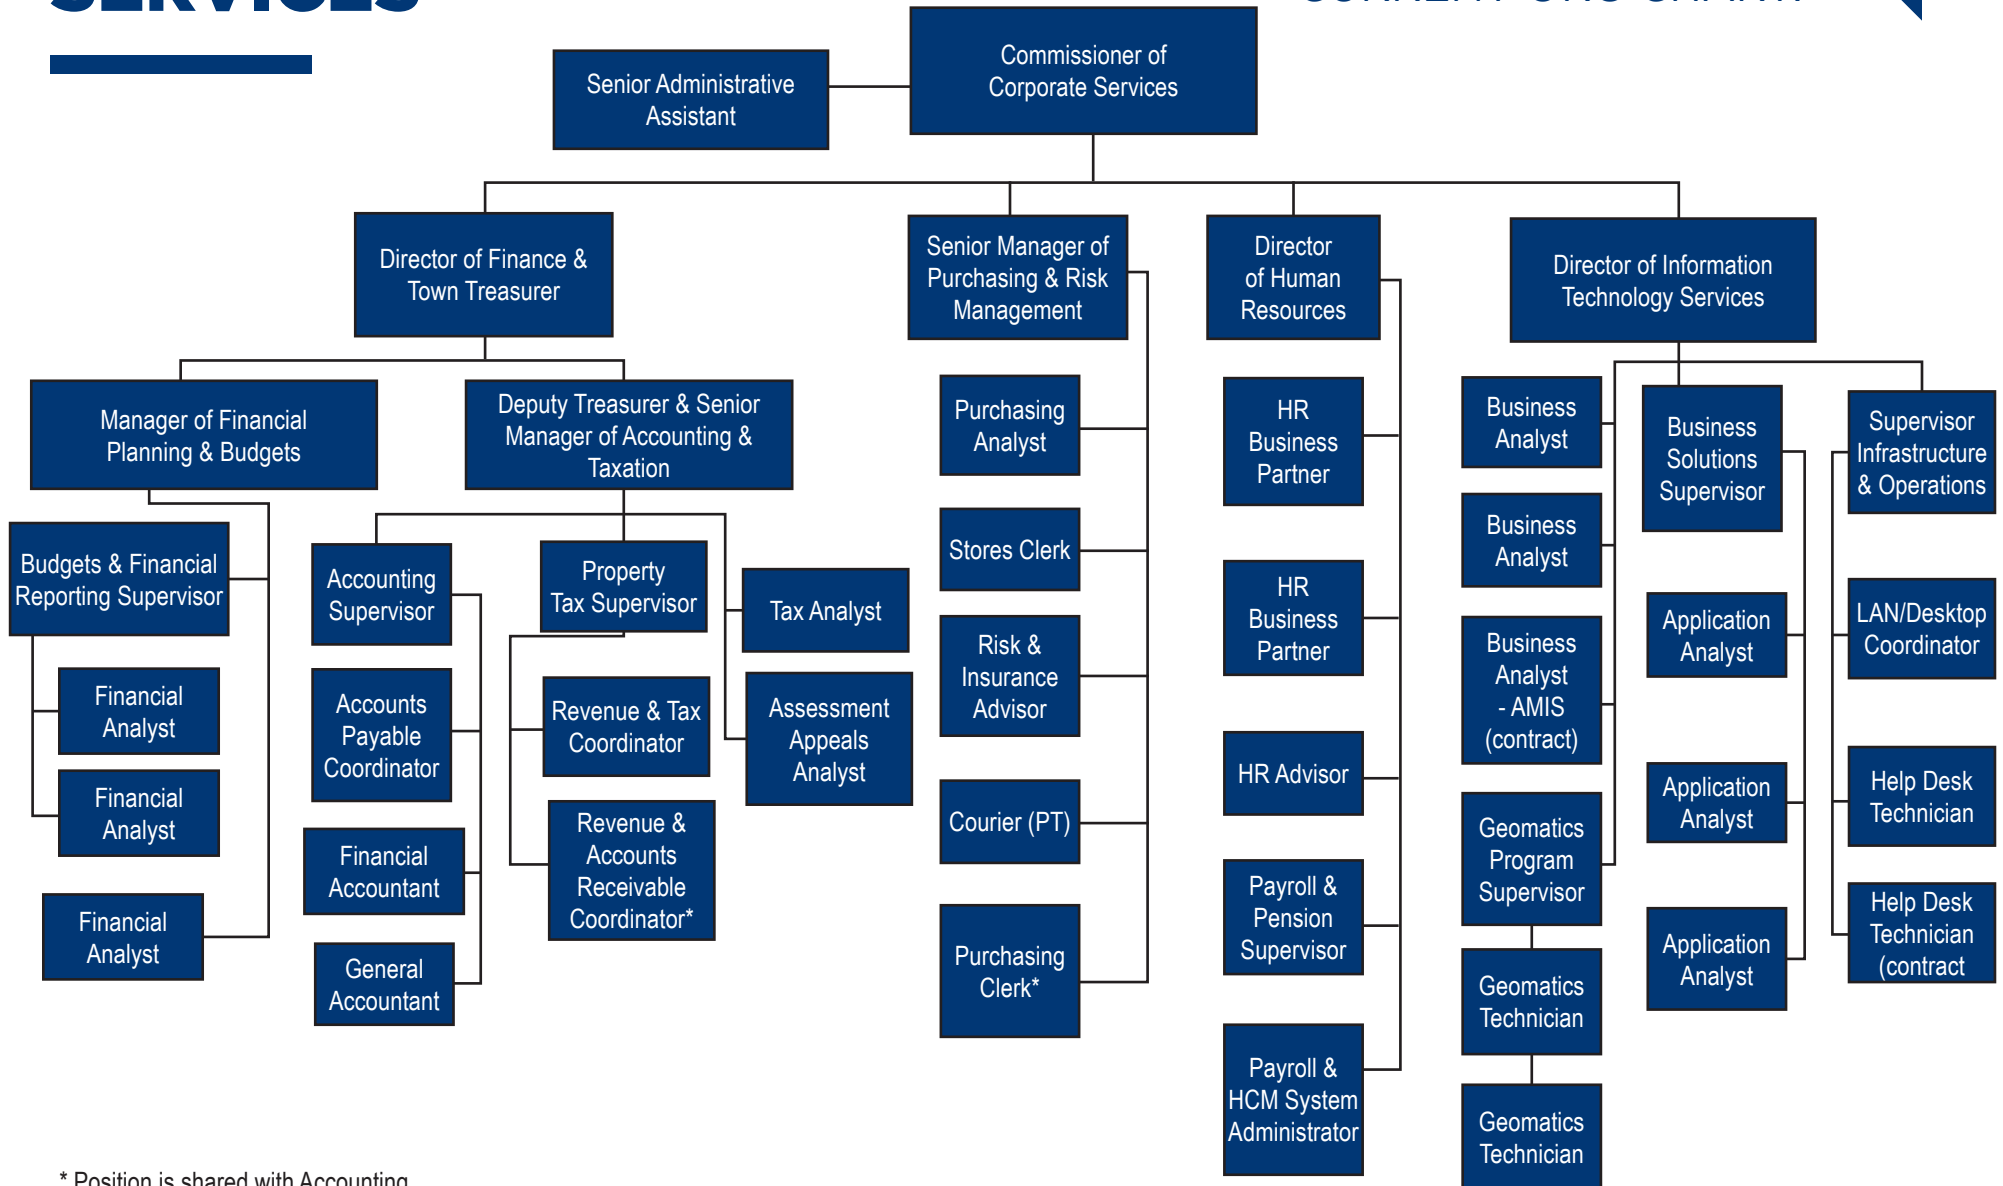 SERVICES
CURRENT ORG CHART:
Commissioner of
Corporate Services
Senior Administrative
Assistant
Director of Finance &
Town Treasurer
Senior Manager of
Purchasing & Risk
Management
Director
of Human
Resources
Director of Information
Technology Services
Manager of Financial
Planning & Budgets
Deputy Treasurer & Senior
Manager of Accounting &
Taxation
Budgets & Financial
Reporting Supervisor
Financial
Analyst
Financial
Analyst
Financial
Analyst
Accounting
Supervisor
Accounts
Payable
Coordinator
Financial
Accountant
General
Accountant
Property
Tax Supervisor
Revenue & Tax
Coordinator
Revenue &
Accounts
Receivable
Coordinator*
Tax Analyst
Assessment
Appeals
Analyst
Purchasing
Analyst
Stores Clerk
Risk &
Insurance
Advisor
Courier (PT)
Purchasing
Clerk*
HR
Business
Partner
HR
Business
Partner
HR Advisor
Payroll &
Pension
Supervisor
Payroll &
HCM System
Administrator
Business
Analyst
Business
Analyst
Business
Analyst
- AMIS
(contract)
Geomatics
Program
Supervisor
Geomatics
Technician
Geomatics
Technician
Business
Solutions
Supervisor
Application
Analyst
Application
Analyst
Application
Analyst
Supervisor
Infrastructure
& Operations
LAN/Desktop
Coordinator
Help Desk
Technician
Help Desk
Technician
(contract
* Position is shared with Accounting